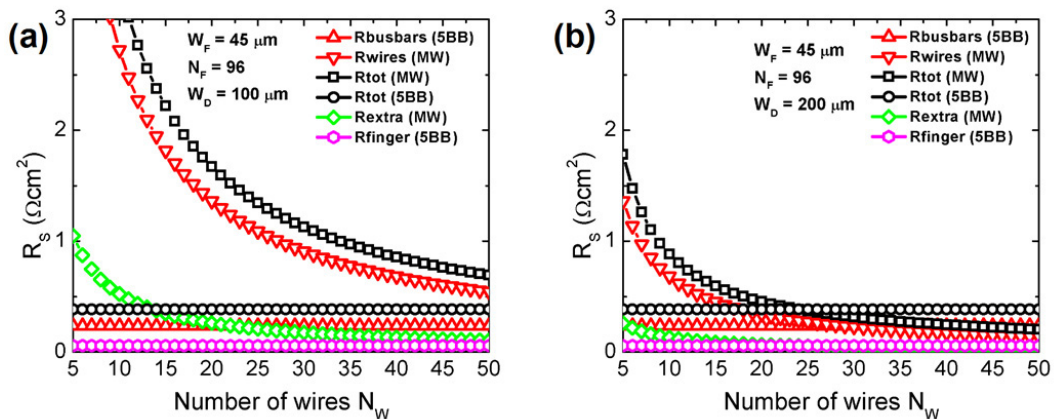 (a)
W_F = 45 μm
N_F = 96
W_D = 100 μm
Rbusbars (5BB)
Rwires (MW)
Rtot (MW)
Rtot (5BB)
Rextra (MW)
Rfinger (5BB)
R_s (Ωcm²)
3
2
1
0
5 10 15 20 25 30 35 40 45 50
Number of wires N_W
(b)
W_F = 45 μm
N_F = 96
W_D = 200 μm
Rbusbars (5BB)
Rwires (MW)
Rtot (MW)
Rtot (5BB)
Rextra (MW)
Rfinger (5BB)
R_s (Ωcm²)
3
2
1
0
5 10 15 20 25 30 35 40 45 50
Number of wires N_W